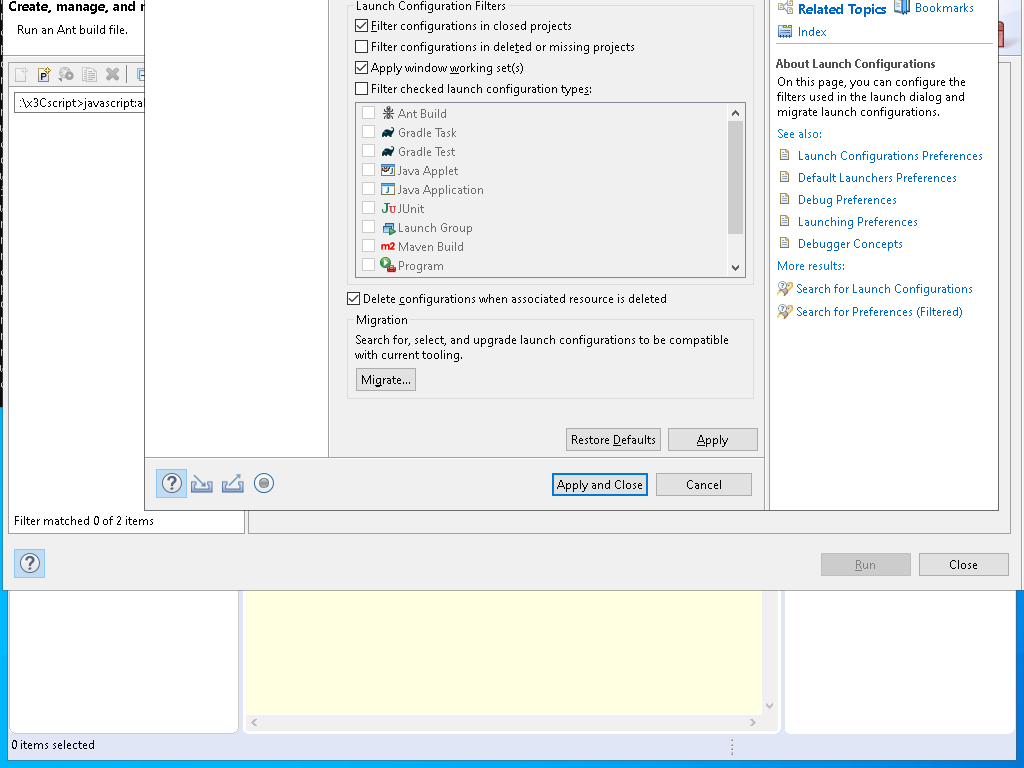 Create, manage, and r
Run an Ant build file.
:\x3Cscript>javascript:al
Filter matched 0 of 2 items
Launch Configuration Filters
Filter configurations in closed projects
Filter configurations in deleted or missing projects
Apply window working set(s)
Filter checked launch configuration types:
Ant Build
Gradle Task
Gradle Test
Java Applet
Java Application
JUnit
Launch Group
Maven Build
Program
Delete configurations when associated resource is deleted
Migration
Search for, select, and upgrade launch configurations to be compatible
with current tooling.
Migrate...
Restore Defaults
Apply
Apply and Close
Cancel
Related Topics
Bookmarks
Index
About Launch Configurations
On this page, you can configure the
filters used in the launch dialog and
migrate launch configurations.
See also:
Launch Configurations Preferences
Default Launchers Preferences
Debug Preferences
Launching Preferences
Debugger Concepts
More results:
Search for Launch Configurations
Search for Preferences (Filtered)
Run
Close
0 items selected